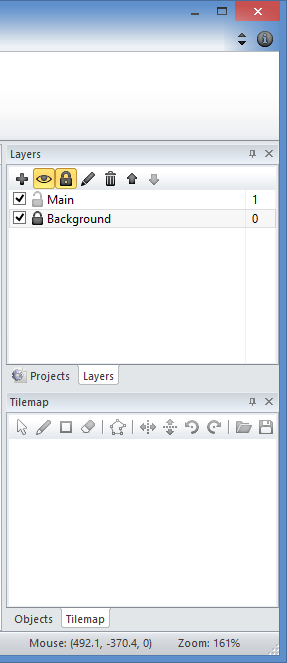 Layers
Main 1
Background 0
Projects Layers
Tilemap
Objects Tilemap
Mouse: (492.1, -370.4, 0) Zoom: 161%